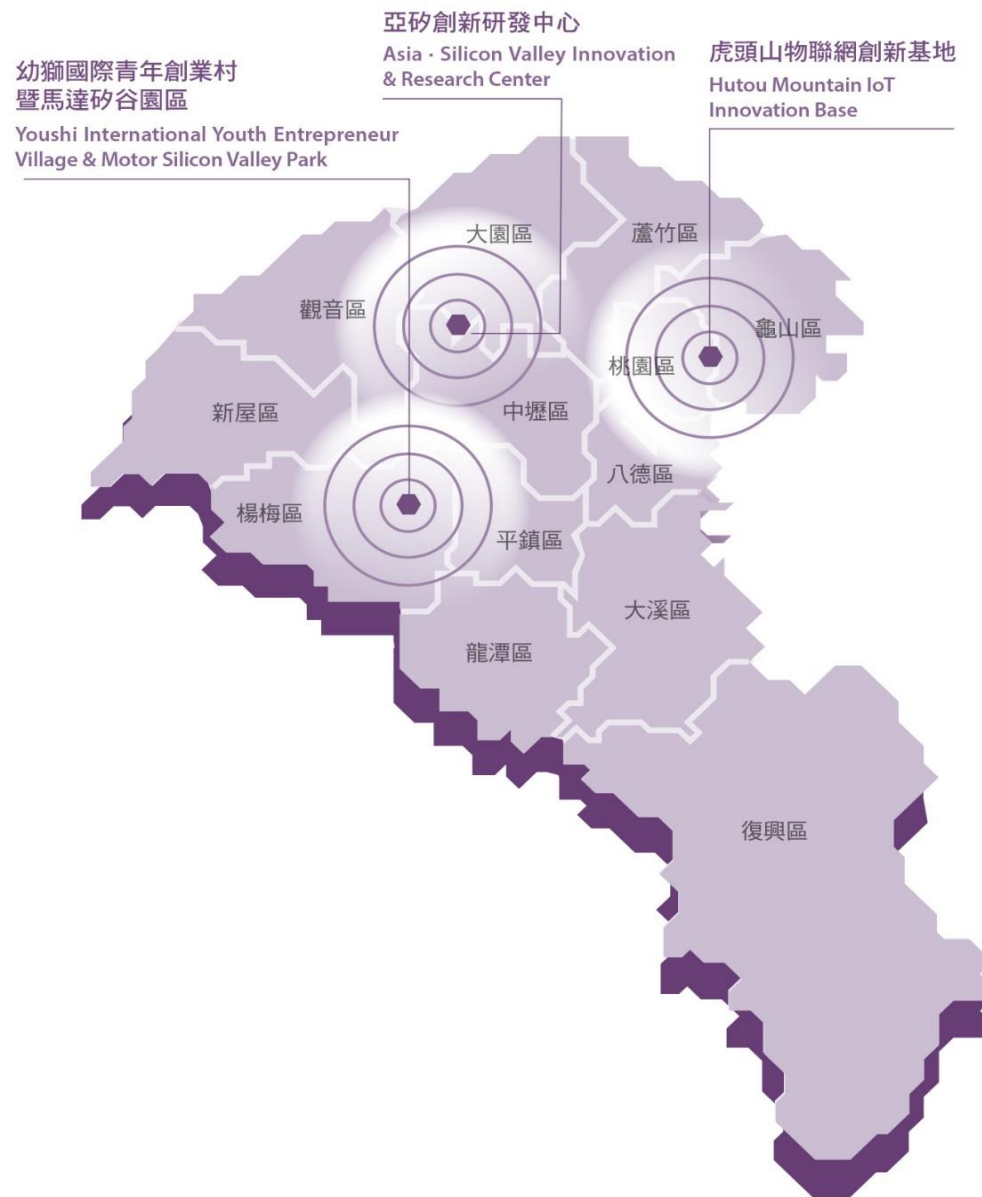 亞矽創新研發中心
Asia · Silicon Valley Innovation
& Research Center
虎頭山物聯網創新基地
Hutou Mountain IoT
Innovation Base
幼獅國際青年創業村
暨馬達矽谷園區
Youshi International Youth Entrepreneur
Village & Motor Silicon Valley Park
大園區
蘆竹區
觀音區
龜山區
桃園區
新屋區
中壢區
八德區
楊梅區
平鎮區
大溪區
龍潭區
復興區